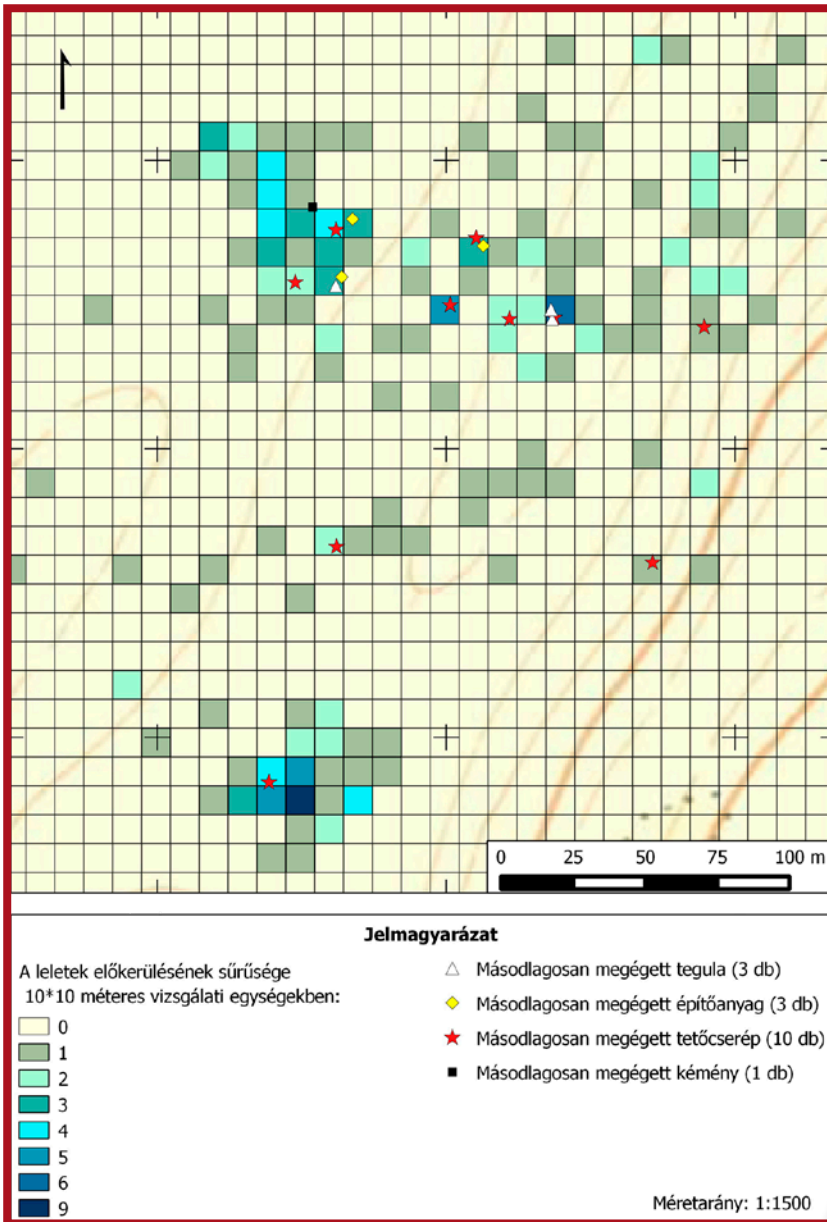 0 25 50 75 100 m
Jelmagyarázat
A leletek előkerülésének sűrűsége
10*10 méteres vizsgálati egységekben:
0
1
2
3
4
5
6
9
Másodlagosan megégett tegula (3 db)
Másodlagosan megégett építőanyag (3 db)
Másodlagosan megégett tetőcserép (10 db)
Másodlagosan megégett kémény (1 db)
Méretarány: 1:1500